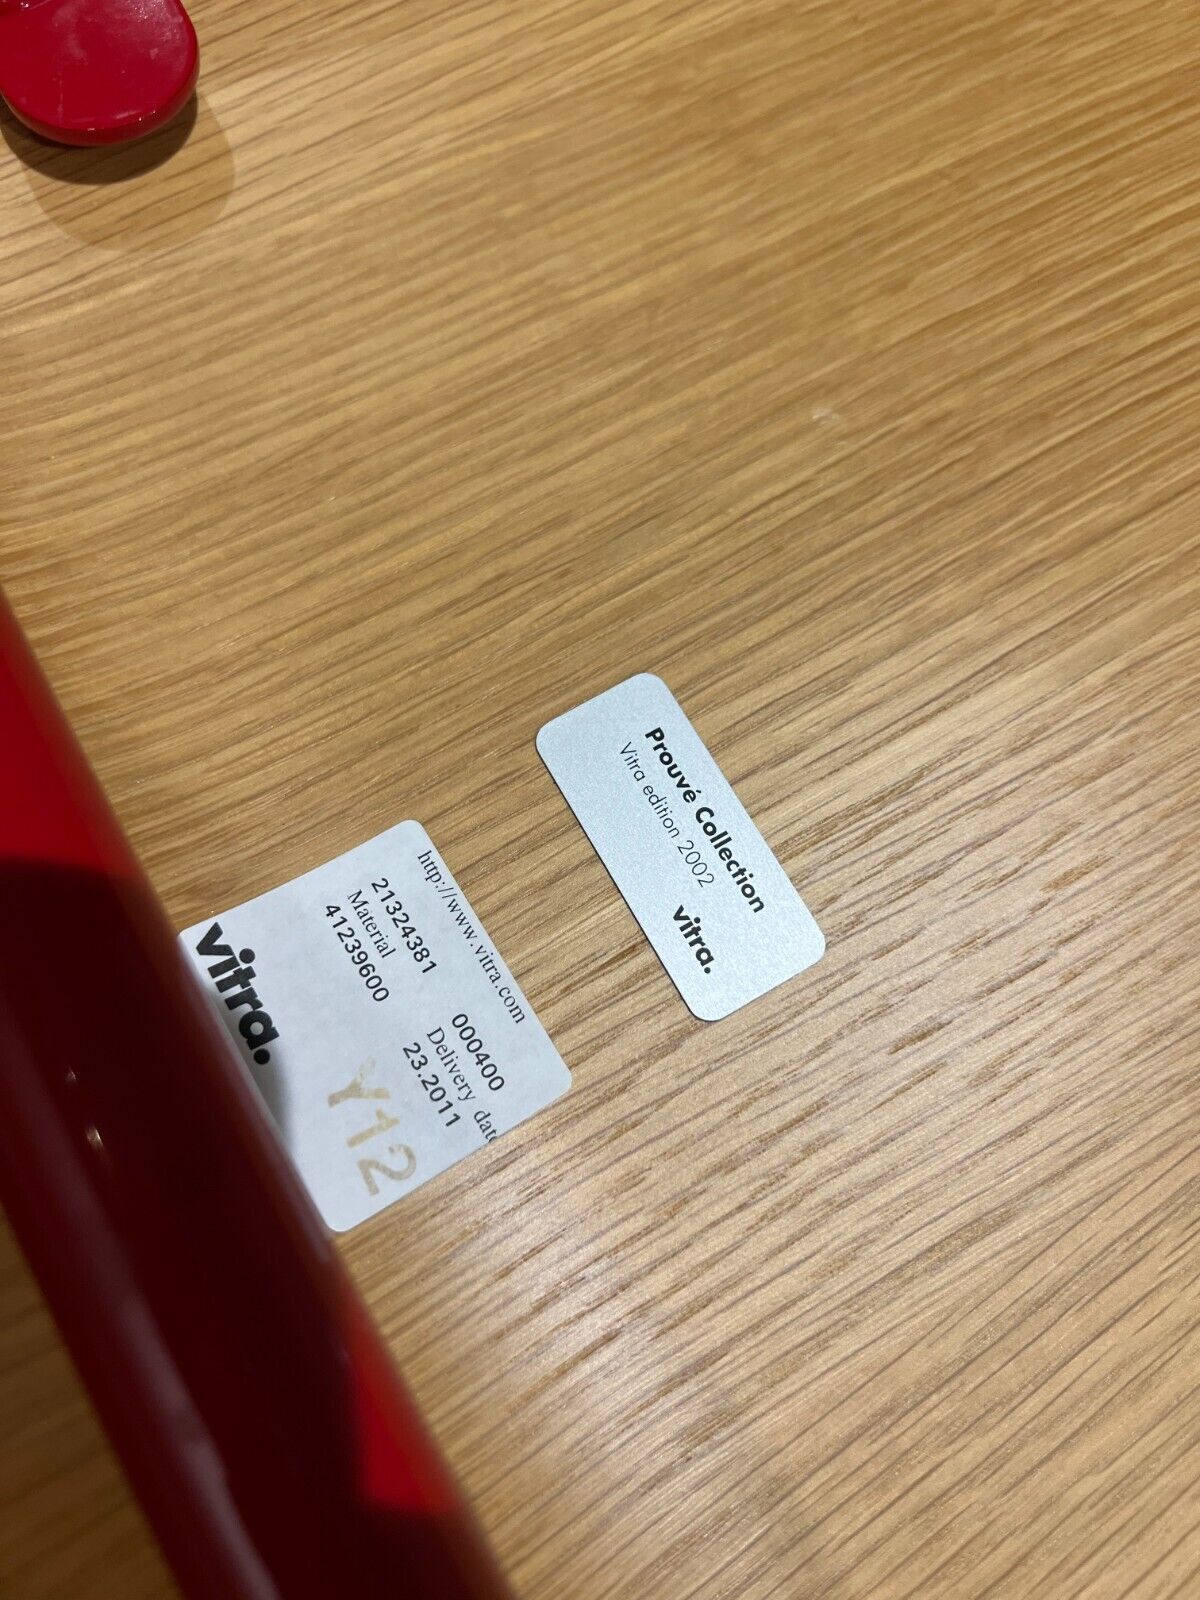 Prouvé Collection
Vitra edition 2002
vitra.
http://www.vitra.com
21324381 000400
Material Delivery date
41239600 23.2011
Y12
vitra.